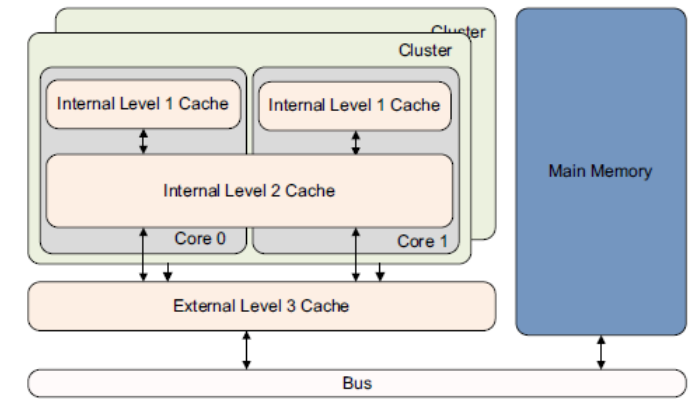 Cluster
Cluster
Internal Level 1 Cache
Internal Level 1 Cache
Main Memory
Internal Level 2 Cache
Core 0
Core 1
External Level 3 Cache
Bus